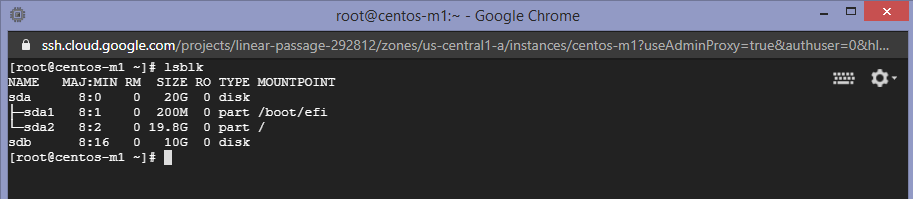 root@centos-m1:~ - Google Chrome
ssh.cloud.google.com/projects/linear-passage-292812/zones/us-central1-a/instances/centos-m1?useAdminProxy=true&authuser=0&hl...
[root@centos-m1 ~]# lsblk
NAME   MAJ:MIN RM  SIZE RO TYPE MOUNTPOINT
sda      8:0    0   20G  0 disk
├─sda1   8:1    0  200M  0 part /boot/efi
└─sda2   8:2    0 19.8G  0 part /
sdb      8:16   0   10G  0 disk
[root@centos-m1 ~]#